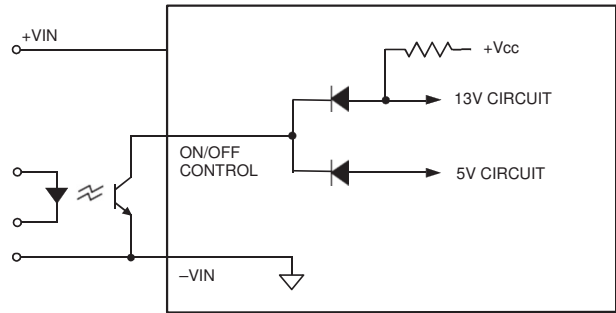 +VIN
+Vcc
13V CIRCUIT
ON/OFF
CONTROL
5V CIRCUIT
–VIN